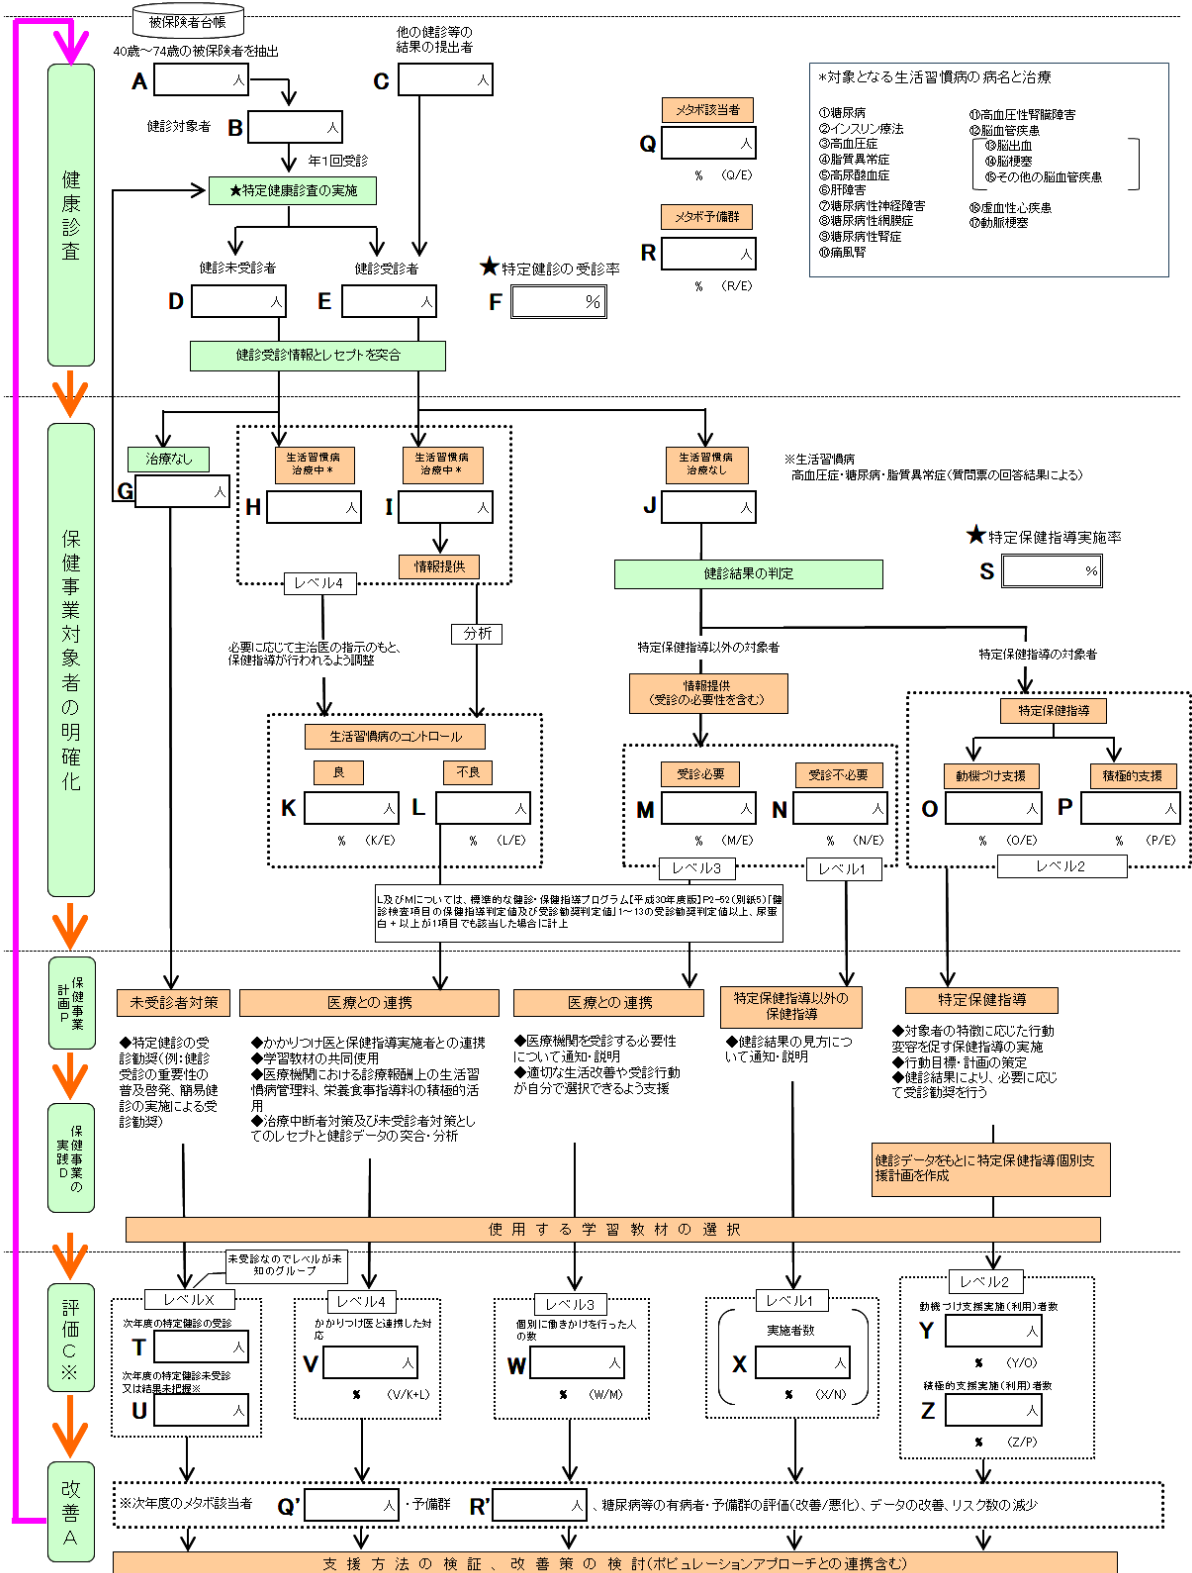 被保険者台帳
40歳～74歳の被保険者を抽出
A 人
他の健診等の
結果の提出者
C 人
健診対象者 B 人
年1回受診
★特定健康診査の実施
健診未受診者
D 人
健診受診者
E 人
★特定健診の受診率
F %
健診受診情報とレセプトを突合
メタボ該当者
Q 人
% (Q/E)
メタボ予備群
R 人
% (R/E)
*対象となる生活習慣病の病名と治療
①糖尿病
②インスリン療法
③高血圧症
④脂質異常症
⑤高尿酸血症
⑥肝障害
⑦糖尿病性神経障害
⑧糖尿病性網膜症
⑨糖尿病性腎症
⑩痛風腎
⑪高血圧性腎臓障害
⑫脳血管疾患
⑬脳出血
⑭脳梗塞
⑮その他の脳血管疾患
⑯虚血性心疾患
⑰動脈梗塞
健康診査
治療なし
G 人
生活習慣病
治療中*
H 人
生活習慣病
治療中*
I 人
情報提供
レベル4
生活習慣病
治療なし
J 人
※生活習慣病
高血圧症・糖尿病・脂質異常症(質問票の回答結果による)
★特定保健指導実施率
S %
健診結果の判定
必要に応じて主治医の指示のもと、
保健指導が行われるよう調整
分析
特定保健指導以外の対象者
特定保健指導の対象者
情報提供
(受診の必要性を含む)
特定保健指導
生活習慣病のコントロール
良
K 人
% (K/E)
不良
L 人
% (L/E)
受診必要
M 人
% (M/E)
受診不必要
N 人
% (N/E)
動機づけ支援
O 人
% (O/E)
積極的支援
P 人
% (P/E)
レベル3
レベル1
レベル2
保健事業対象者の明確化
L及びMについては、標準的な健診・保健指導プログラム【平成30年度版】P2-52(別紙5)「健
診検査項目の保健指導判定値及び受診勧奨判定値」1～13の受診勧奨判定値以上、尿蛋
白+以上が1項目でも該当した場合に計上
保健事業
計画P
未受診者対策
◆特定健診の受
診勧奨(例:健診
受診の重要性の
普及啓発、簡易健
診の実施による受
診勧奨)
医療との連携
◆かかりつけ医と保健指導実施者との連携
◆学習教材の共同使用
◆医療機関における診療報酬上の生活習
慣病管理料、栄養食事指導料の積極的活
用
◆治療中断者対策及び未受診者対策とし
てのレセプトと健診データの突合・分析
医療との連携
◆医療機関を受診する必要性
について通知・説明
◆適切な生活改善や受診行動
が自分で選択できるよう支援
特定保健指導以外の
保健指導
◆健診結果の見方につ
いて通知・説明
特定保健指導
◆対象者の特徴に応じた行動
変容を促す保健指導の実施
◆行動目標・計画の策定
◆健診結果により、必要に応じ
て受診勧奨を行う
保健事業の
実践D
健診データをもとに特定保健指導個別支
援計画を作成
使用する学習教材の選択
未受診なのでレベルが未
知のグループ
評価C※
レベルX
次年度の特定健診の受診
T 人
次年度の特定健診未受診
又は結果未把握※
U 人
レベル4
かかりつけ医と連携した対
応
V 人
% (V/K+L)
レベル3
個別に働きかけを行った人
の数
W 人
% (W/M)
レベル1
実施者数
X 人
% (X/N)
レベル2
動機づけ支援実施(利用)者数
Y 人
% (Y/O)
積極的支援実施(利用)者数
Z 人
% (Z/P)
改善A
※次年度のメタボ該当者 Q' 人 ・予備群 R' 人 、糖尿病等の有病者・予備群の評価(改善/悪化)、データの改善、リスク数の減少
支援方法の検証、改善策の検討(ポピュレーションアプローチとの連携含む)